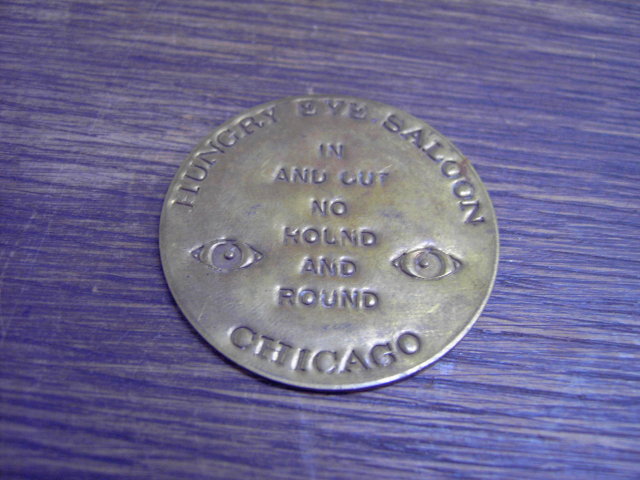 HUNGRY EYE SALOON
IN
AND OUT
NO
ROUND
AND
ROUND
CHICAGO